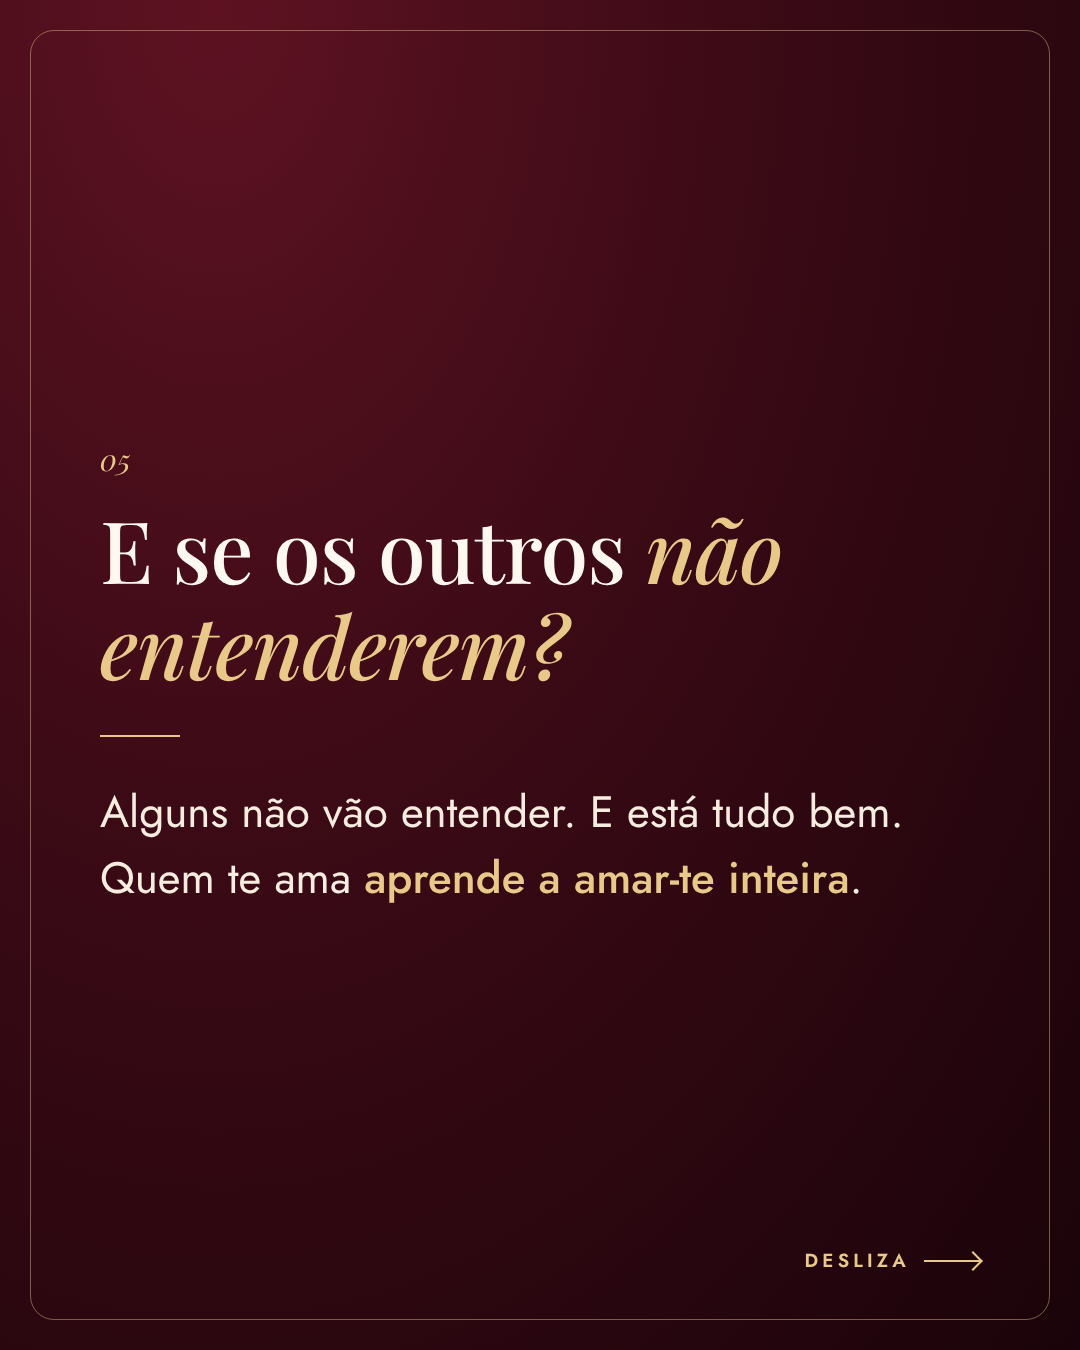 05
E se os outros não
entenderem?
Alguns não vão entender. E está tudo bem.
Quem te ama aprende a amar-te inteira.
DESLIZA